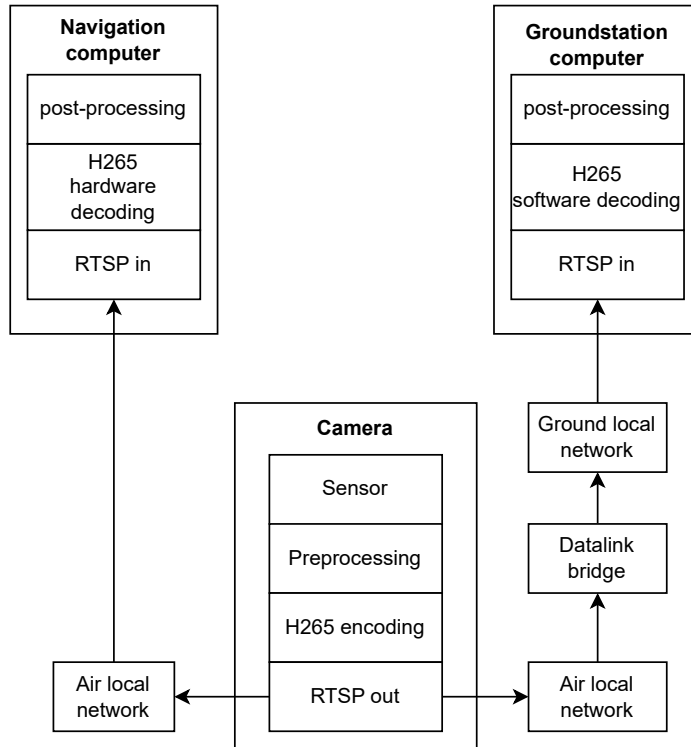 Navigation
computer
post-processing
H265
hardware
decoding
RTSP in
Groundstation
computer
post-processing
H265
software decoding
RTSP in
Ground local
network
Datalink
bridge
Camera
Sensor
Preprocessing
H265 encoding
RTSP out
Air local
network
Air local
network